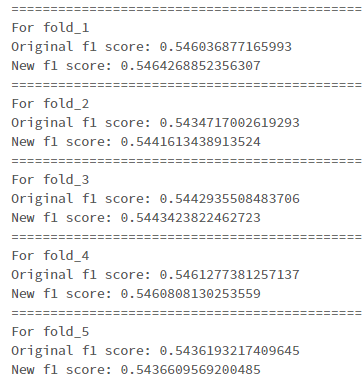 ============================================
For fold_1
Original f1 score: 0.546036877165993
New f1 score: 0.5464268852356307
============================================
For fold_2
Original f1 score: 0.5434717002619293
New f1 score: 0.5441613438913524
============================================
For fold_3
Original f1 score: 0.5442935508483706
New f1 score: 0.5443423822462723
============================================
For fold_4
Original f1 score: 0.5461277381257137
New f1 score: 0.5460808130253559
============================================
For fold_5
Original f1 score: 0.5436193217409645
New f1 score: 0.5436609569200485